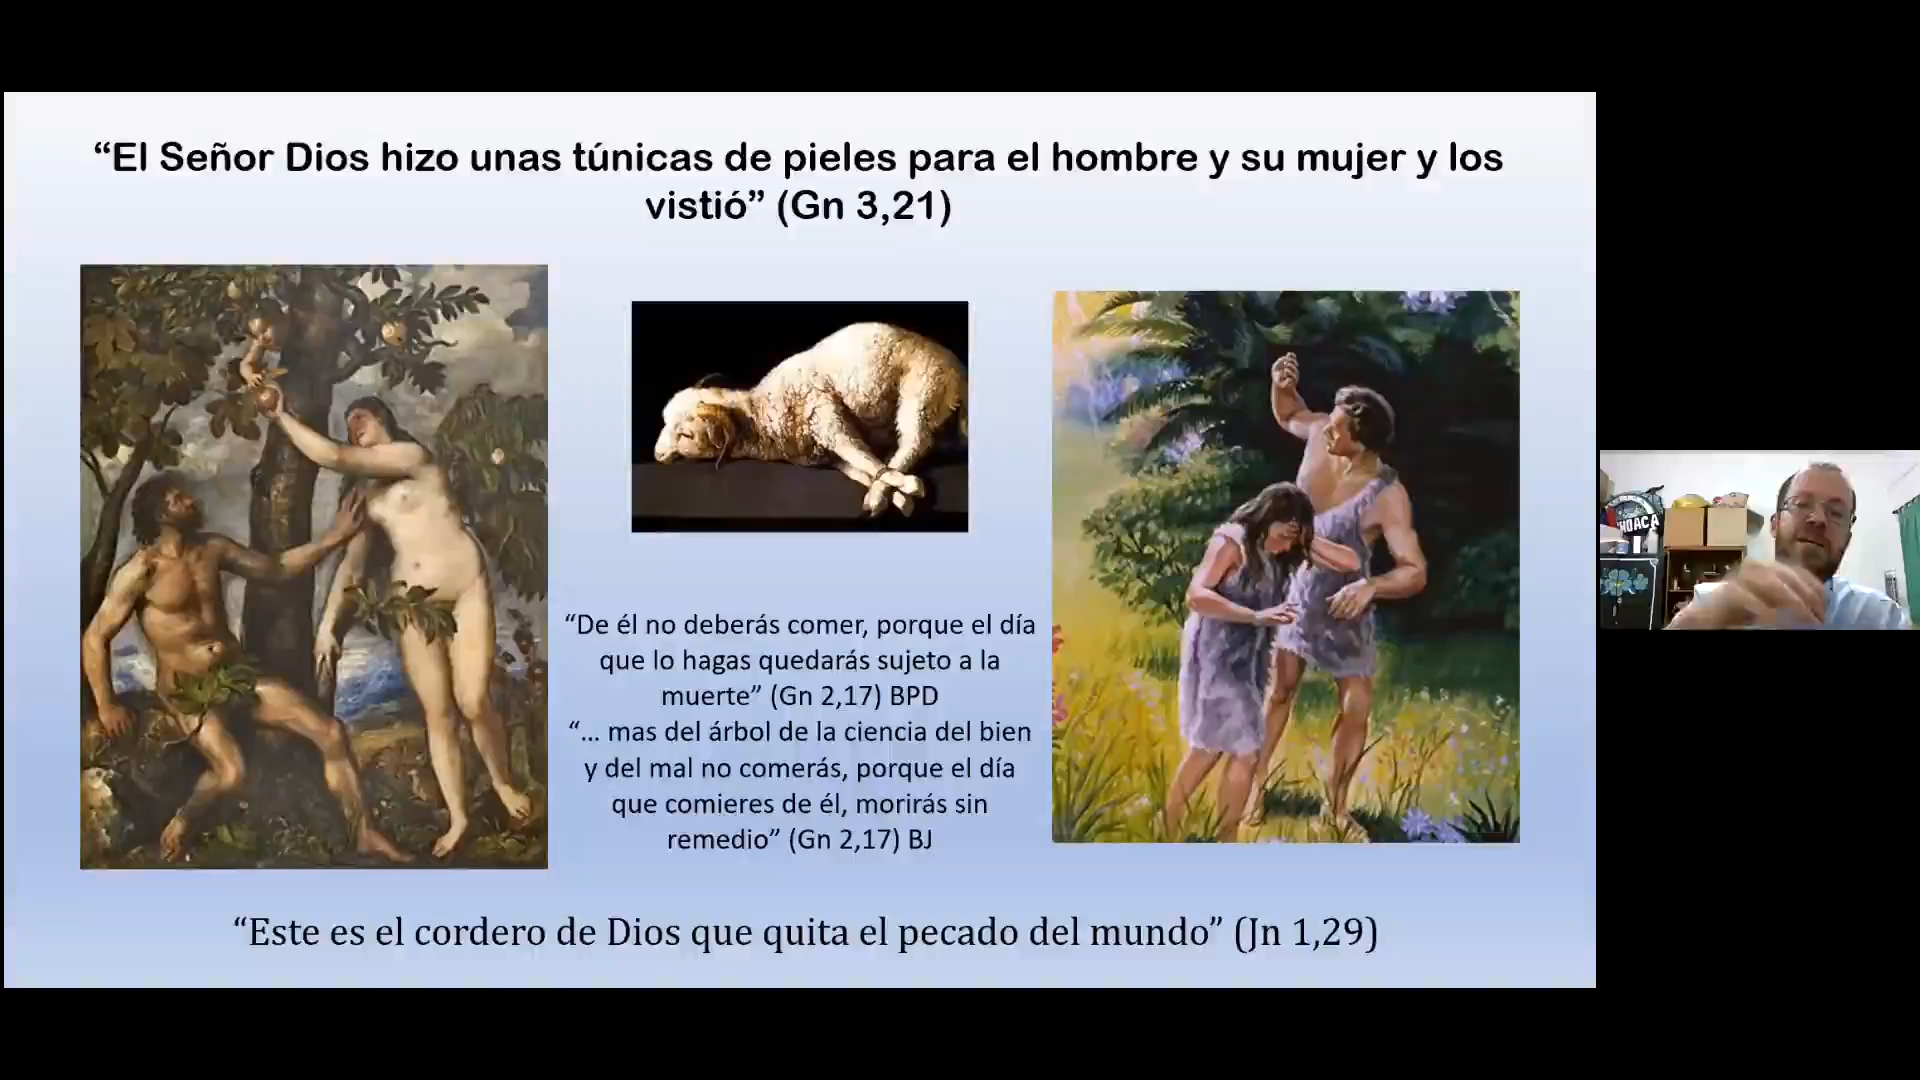 “El Señor Dios hizo unas túnicas de pieles para el hombre y su mujer y los
vistió” (Gn 3,21)
“De él no deberás comer, porque el día
que lo hagas quedarás sujeto a la
muerte” (Gn 2,17) BPD
“... mas del árbol de la ciencia del bien
y del mal no comerás, porque el día
que comieres de él, morirás sin
remedio” (Gn 2,17) BJ
“Este es el cordero de Dios que quita el pecado del mundo” (Jn 1,29)